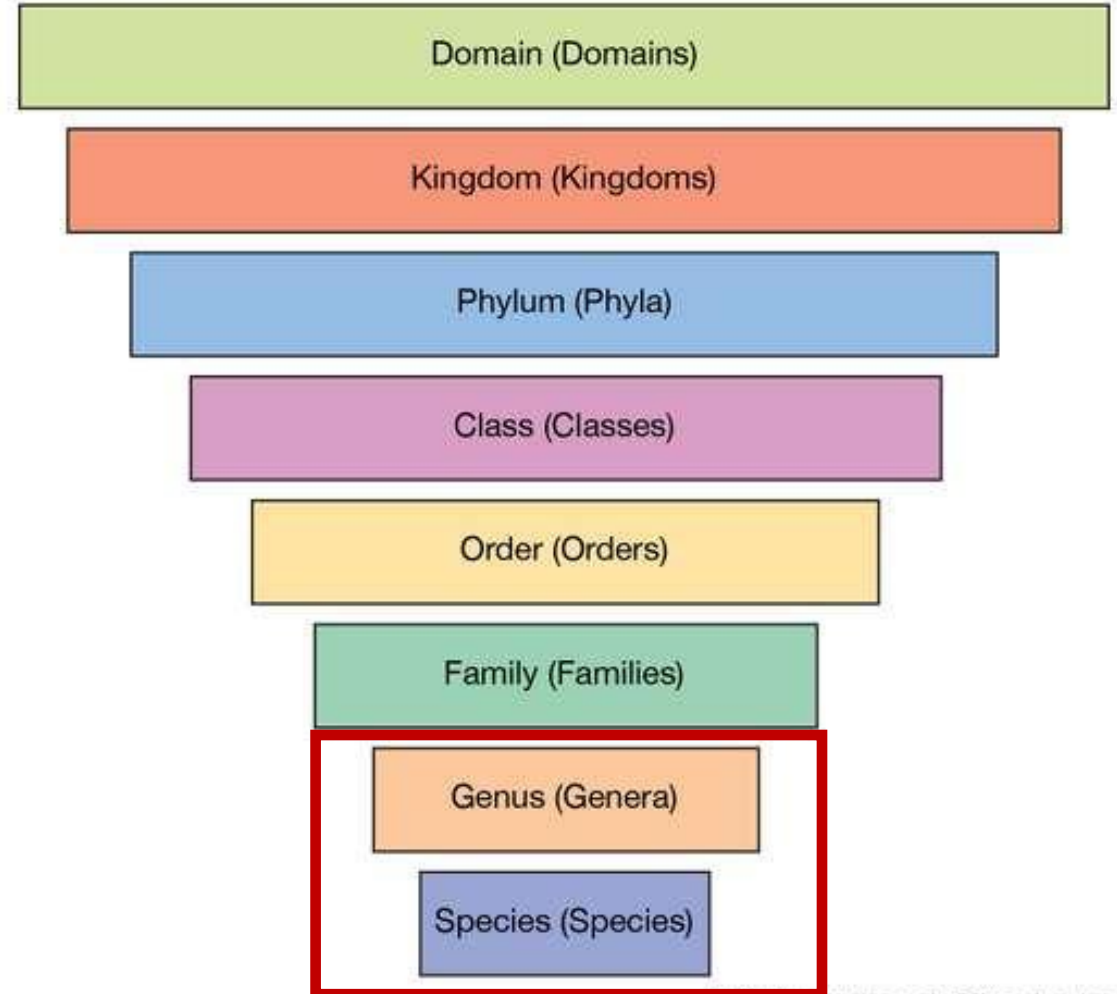 Domain (Domains)
Kingdom (Kingdoms)
Phylum (Phyla)
Class (Classes)
Order (Orders)
Family (Families)
Genus (Genera)
Species (Species)